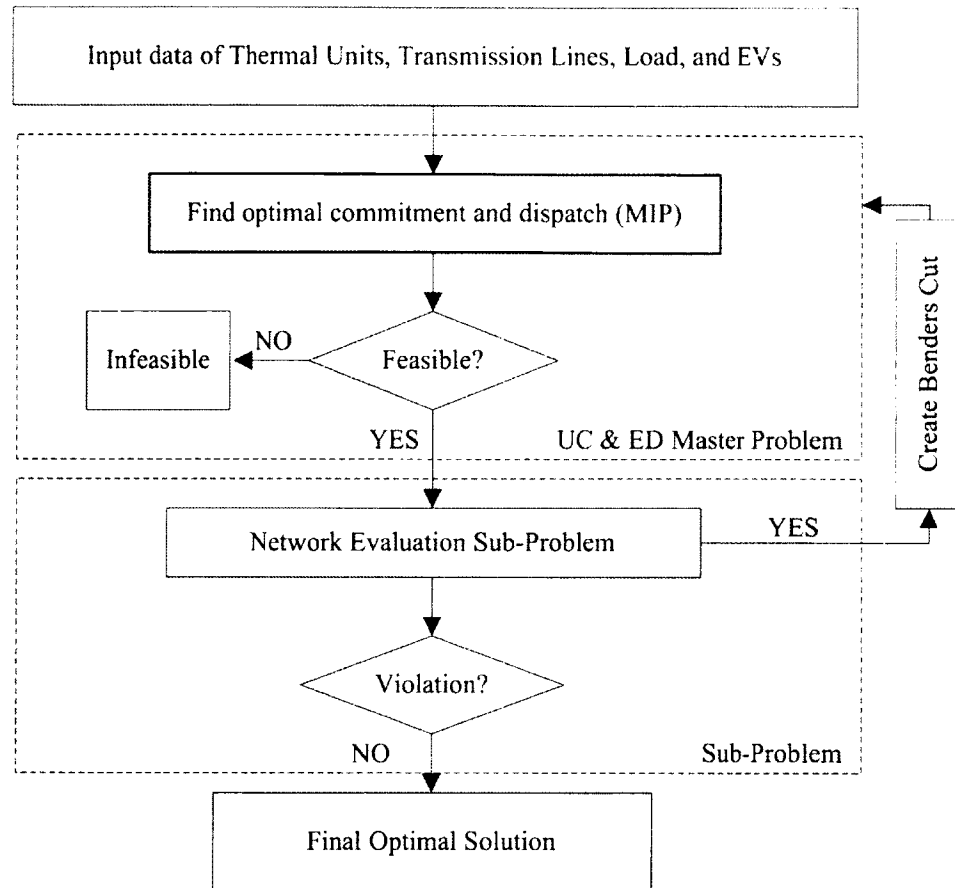 Input data of Thermal Units, Transmission Lines, Load, and EVs
Find optimal commitment and dispatch (MIP)
NO
Infeasible
Feasible?
YES
UC & ED Master Problem
Create Benders Cut
Network Evaluation Sub-Problem
YES
Violation?
NO
Sub-Problem
Final Optimal Solution